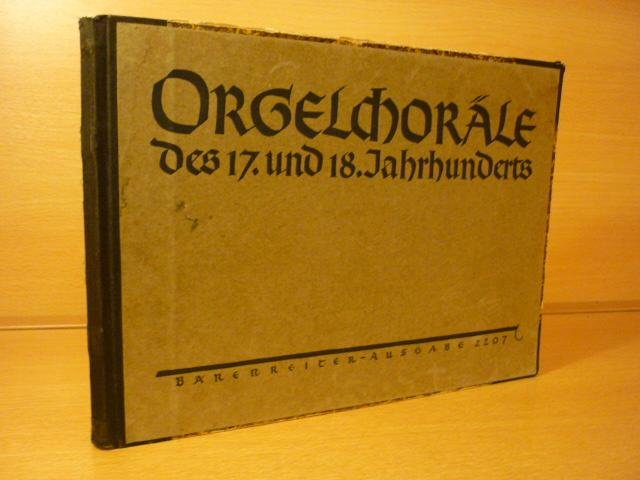 ORGELCHORÄLE
des 17. und 18. Jahrhunderts
BÄRENREITER-AUSGABE 2207